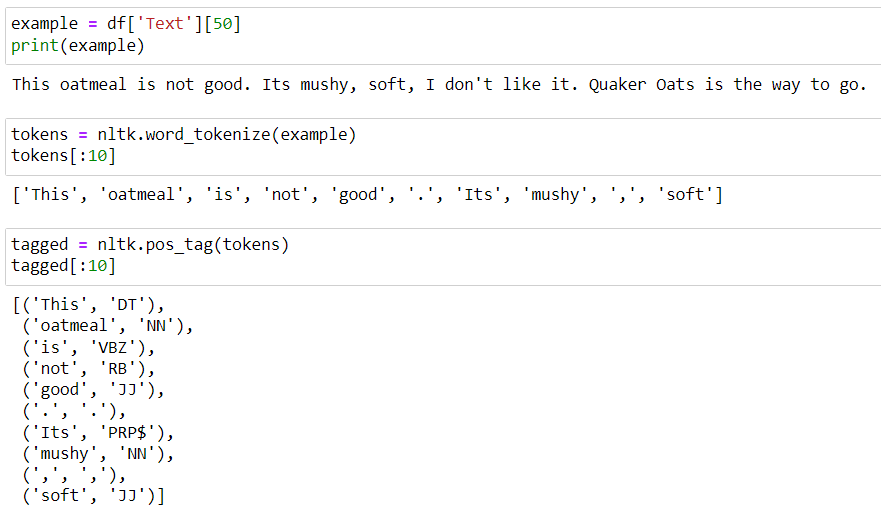 example = df['Text'][50]
print(example)
This oatmeal is not good. Its mushy, soft, I don't like it. Quaker Oats is the way to go.
tokens = nltk.word_tokenize(example)
tokens[:10]
['This', 'oatmeal', 'is', 'not', 'good', '.', 'Its', 'mushy', ',', 'soft']
tagged = nltk.pos_tag(tokens)
tagged[:10]
[('This', 'DT'),
('oatmeal', 'NN'),
('is', 'VBZ'),
('not', 'RB'),
('good', 'JJ'),
('.', '.'),
('Its', 'PRP$'),
('mushy', 'NN'),
(',', ','),
('soft', 'JJ')]